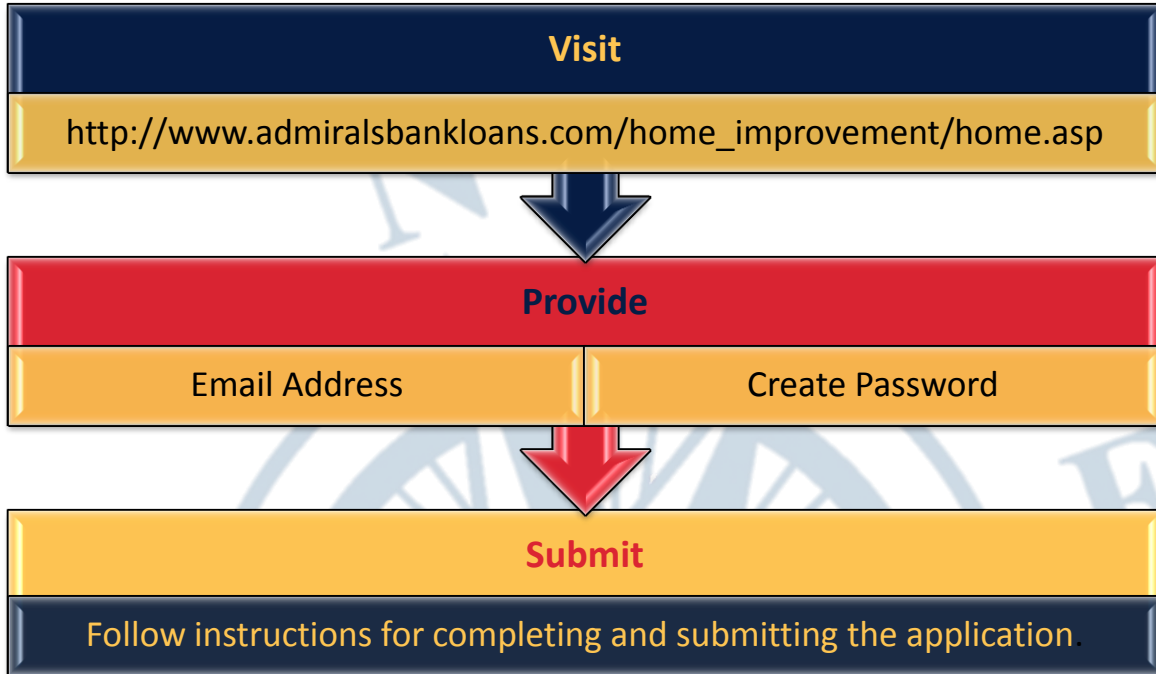 Visit
http://www.admiralsbankloans.com/home_improvement/home.asp
N
Provide
Email Address
Create Password
E
Submit
Follow instructions for completing and submitting the application.